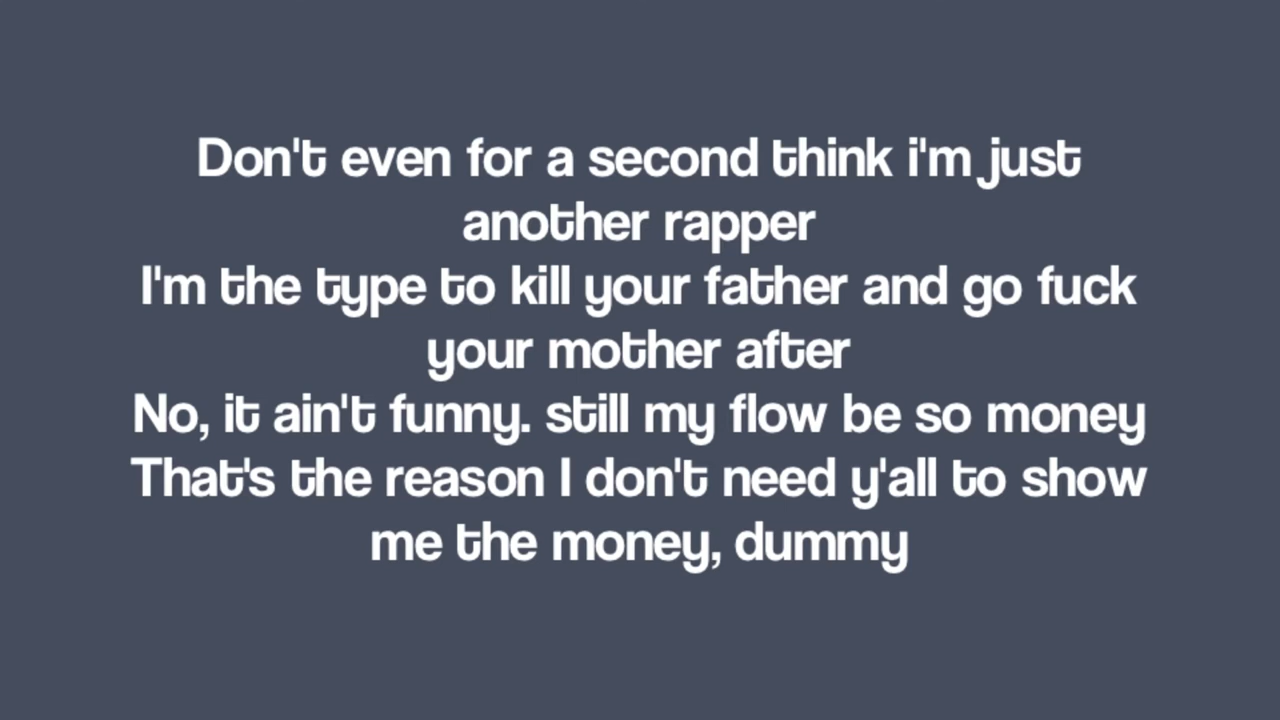 Don't even for a second think i'm just
another rapper
I'm the type to kill your father and go fuck
your mother after
No, it ain't funny. still my flow be so money
That's the reason I don't need y'all to show
me the money, dummy